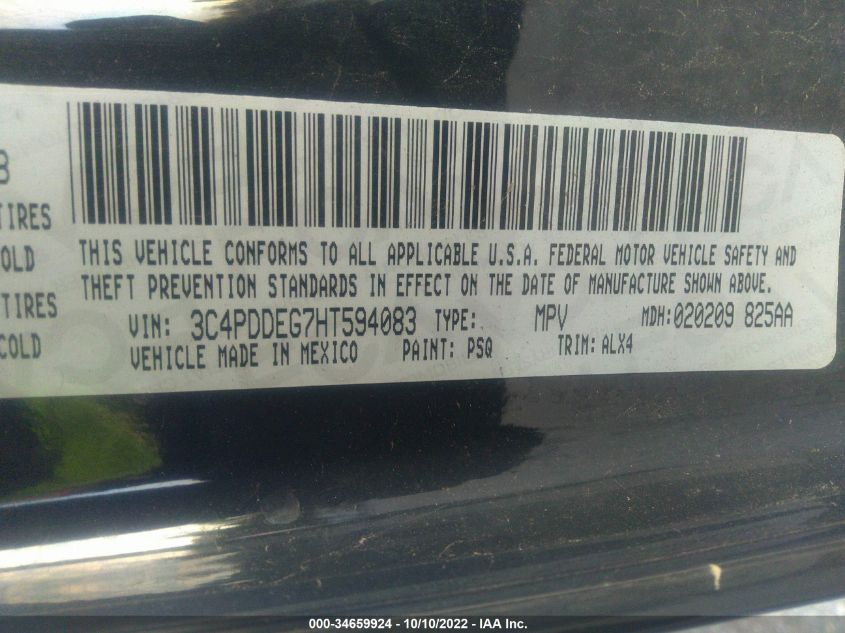 3
TIRES
OLD
TIRES
COLD
THIS VEHICLE CONFORMS TO ALL APPLICABLE U.S.A. FEDERAL MOTOR VEHICLE SAFETY AND
THEFT PREVENTION STANDARDS IN EFFECT ON THE DATE OF MANUFACTURE SHOWN ABOVE.
VIN: 3C4PDDEG7HT594083 TYPE: MPV MDH:020209 825AA
VEHICLE MADE IN MEXICO PAINT: PSQ TRIM: ALX4
000-34659924 - 10/10/2022 - IAA Inc.